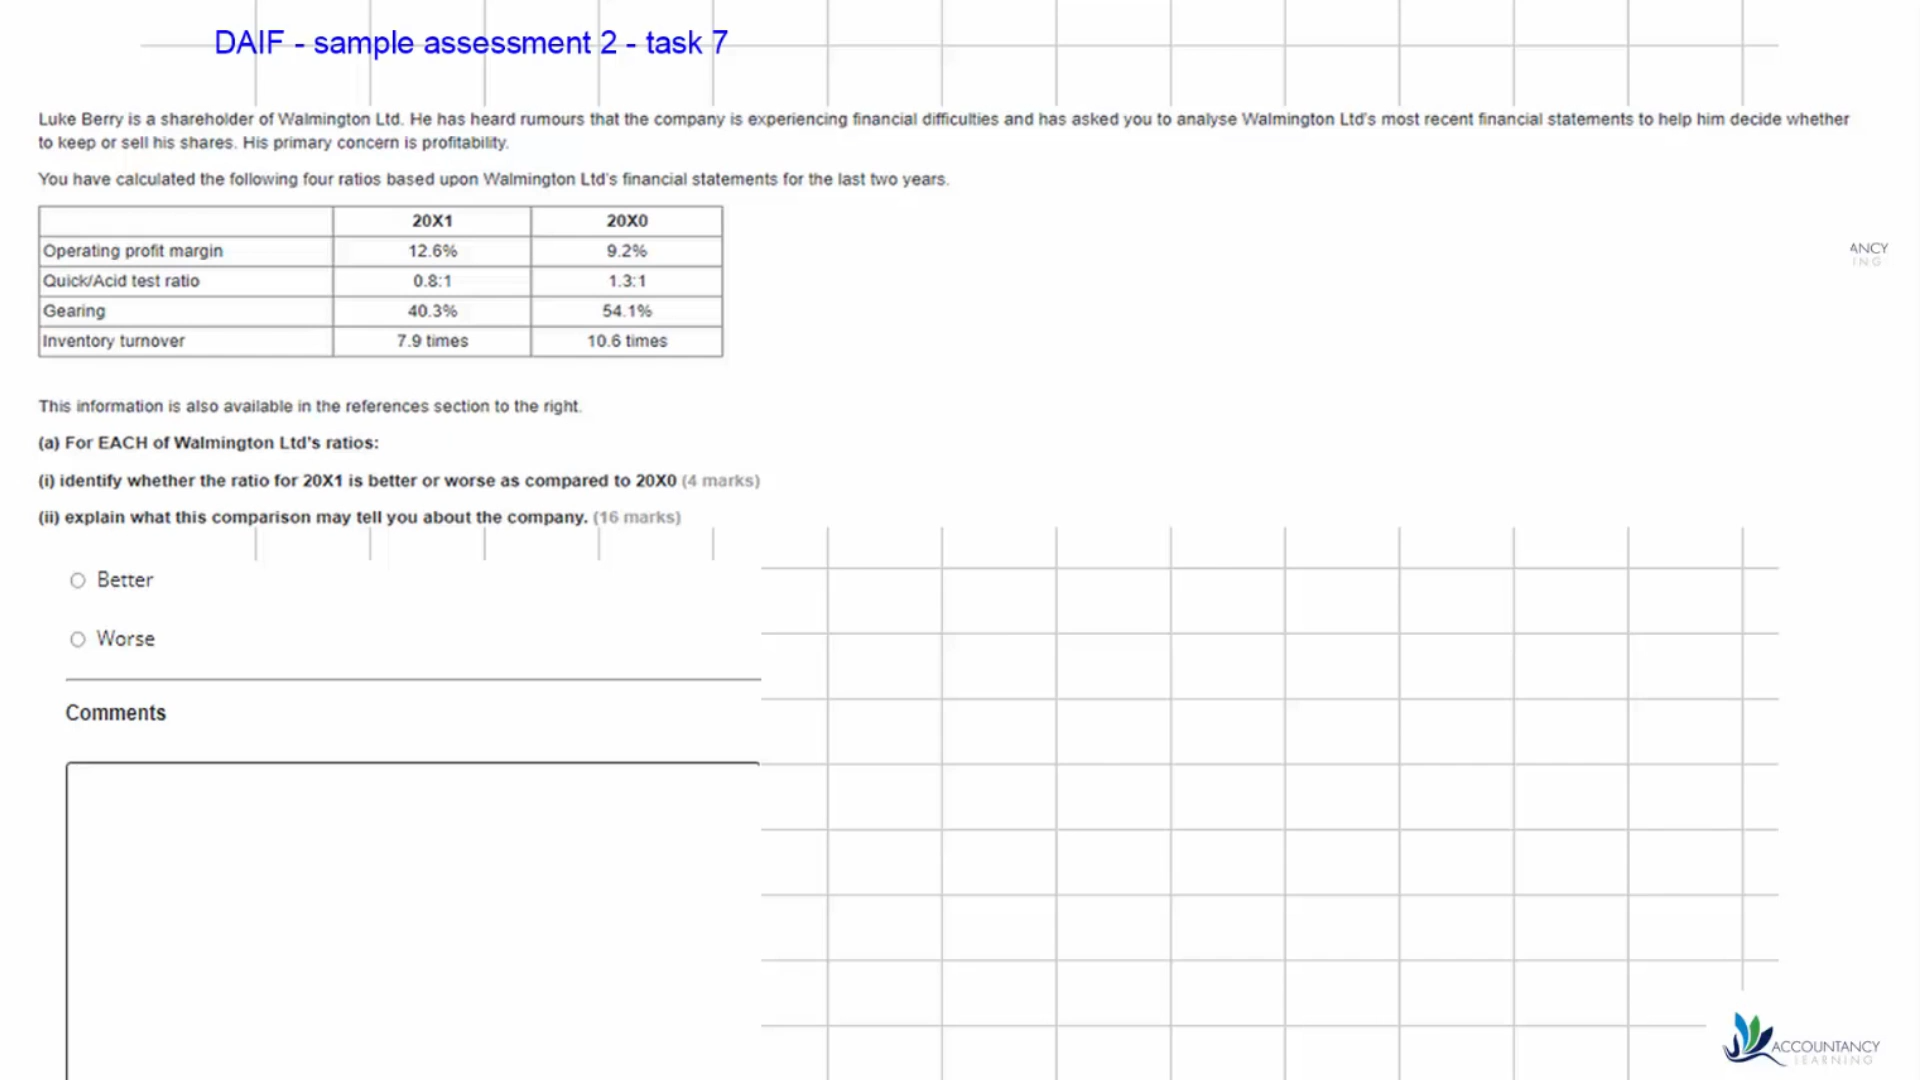 DAIF - sample assessment 2 - task 7
Luke Berry is a shareholder of Walmington Ltd. He has heard rumours that the company is experiencing financial difficulties and has asked you to analyse Walmington Ltd's most recent financial statements to help him decide whether
to keep or sell his shares. His primary concern is profitability.
You have calculated the following four ratios based upon Walmington Ltd's financial statements for the last two years.
20X1 20X0
Operating profit margin 12.6% 9.2%
Quick/Acid test ratio 0.8:1 1.3:1
Gearing 40.3% 54.1%
Inventory turnover 7.9 times 10.6 times
ANCY
ING
This information is also available in the references section to the right.
(a) For EACH of Walmington Ltd's ratios:
(i) identify whether the ratio for 20X1 is better or worse as compared to 20X0 (4 marks)
(ii) explain what this comparison may tell you about the company. (16 marks)
Better
Worse
Comments
ACCOUNTANCY
LEARNING